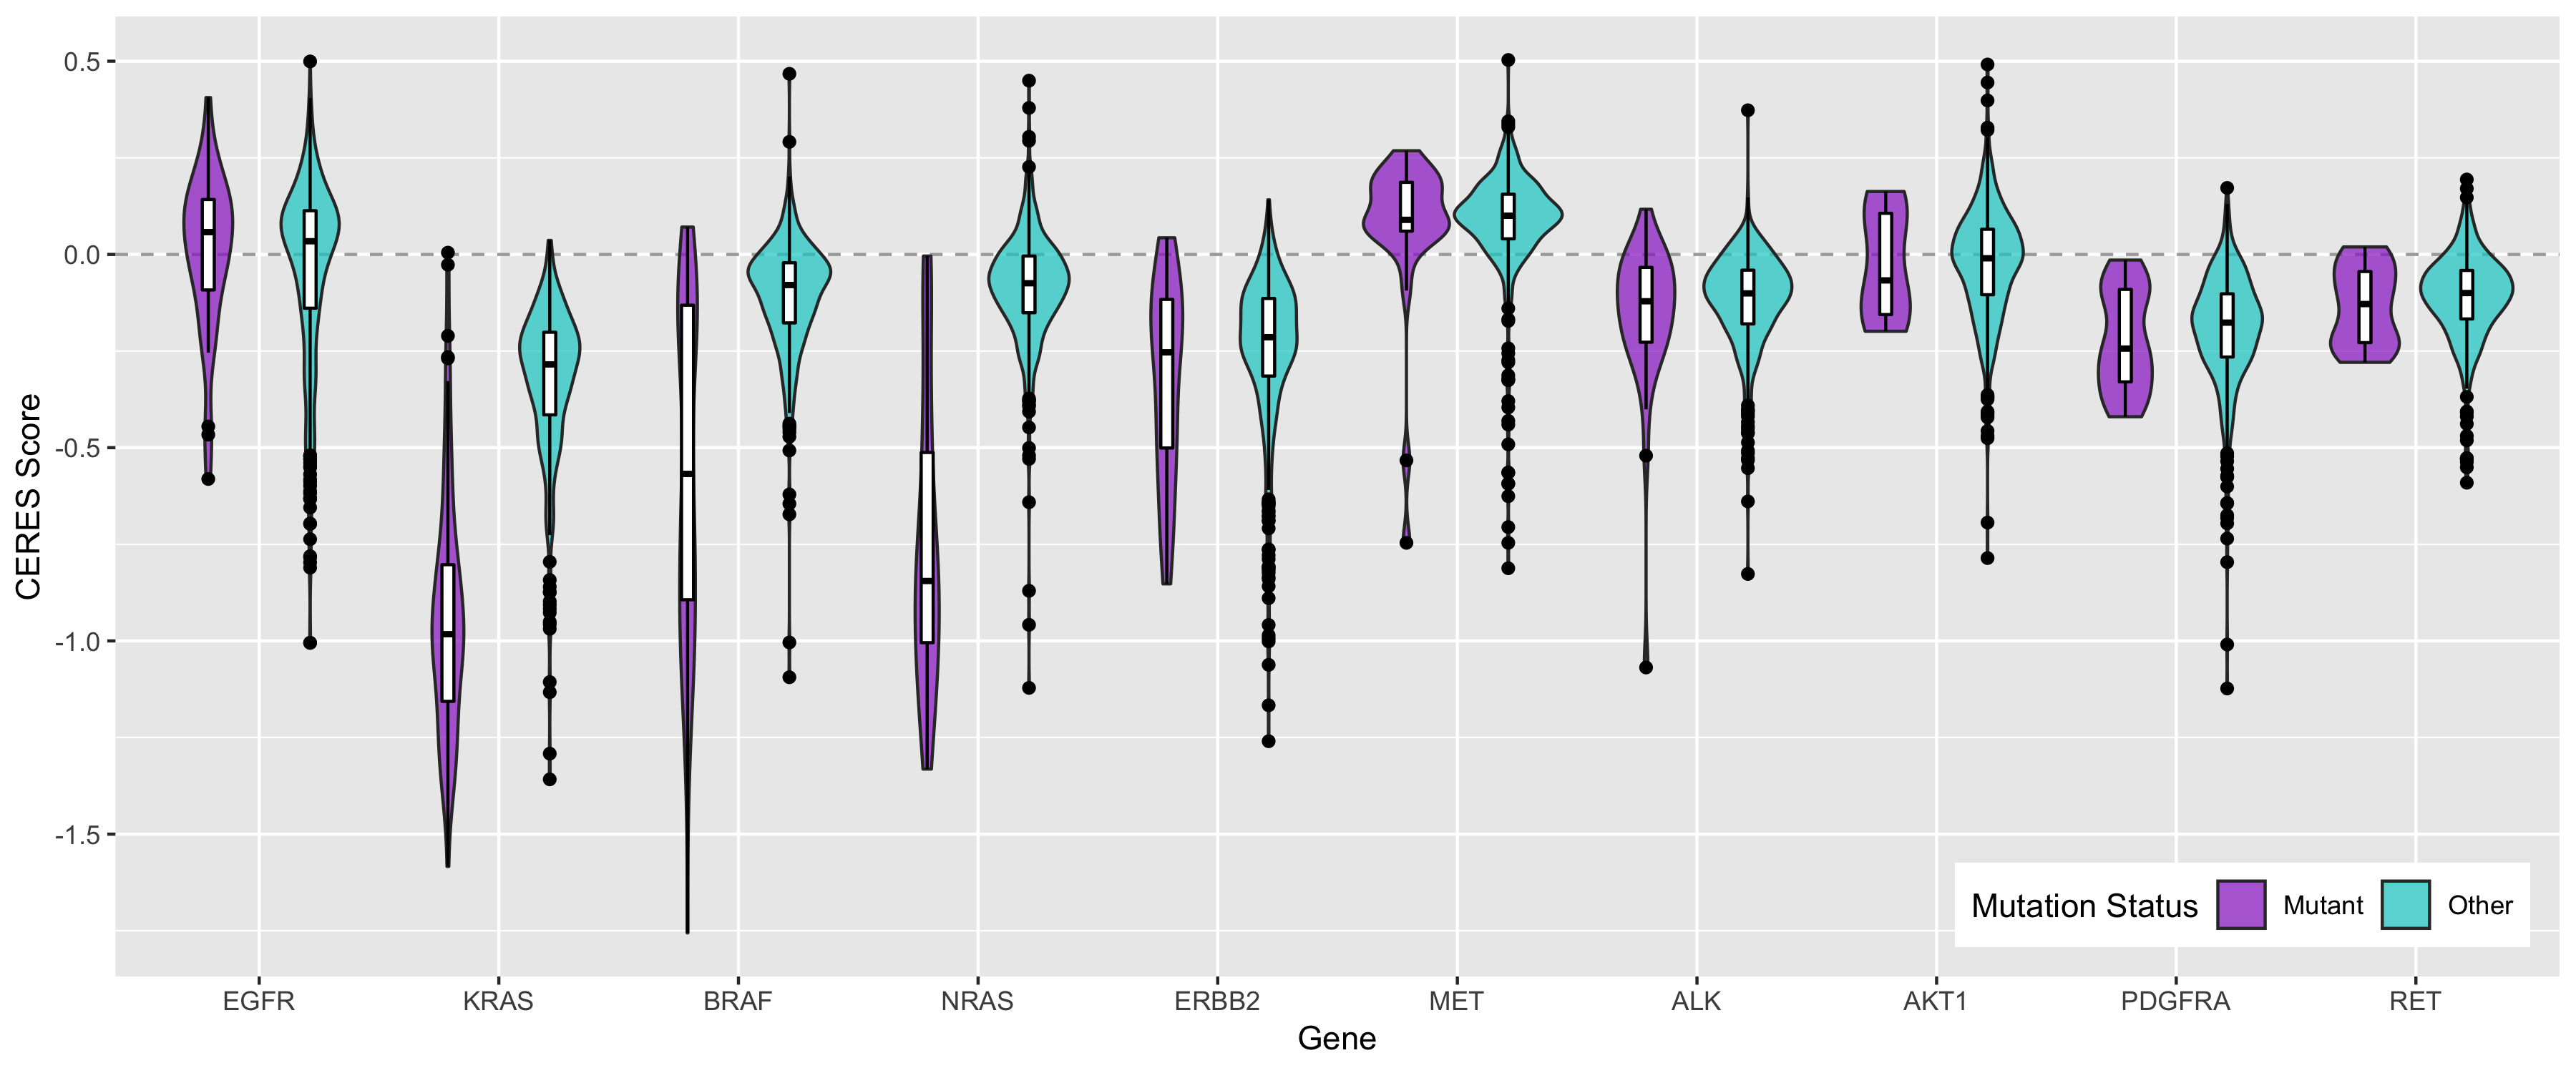 CERES Score
0.5
0.0
-0.5
-1.0
-1.5
EGFR KRAS BRAF NRAS ERBB2 MET ALK AKT1 PDGFRA RET
Gene
Mutation Status Mutant Other